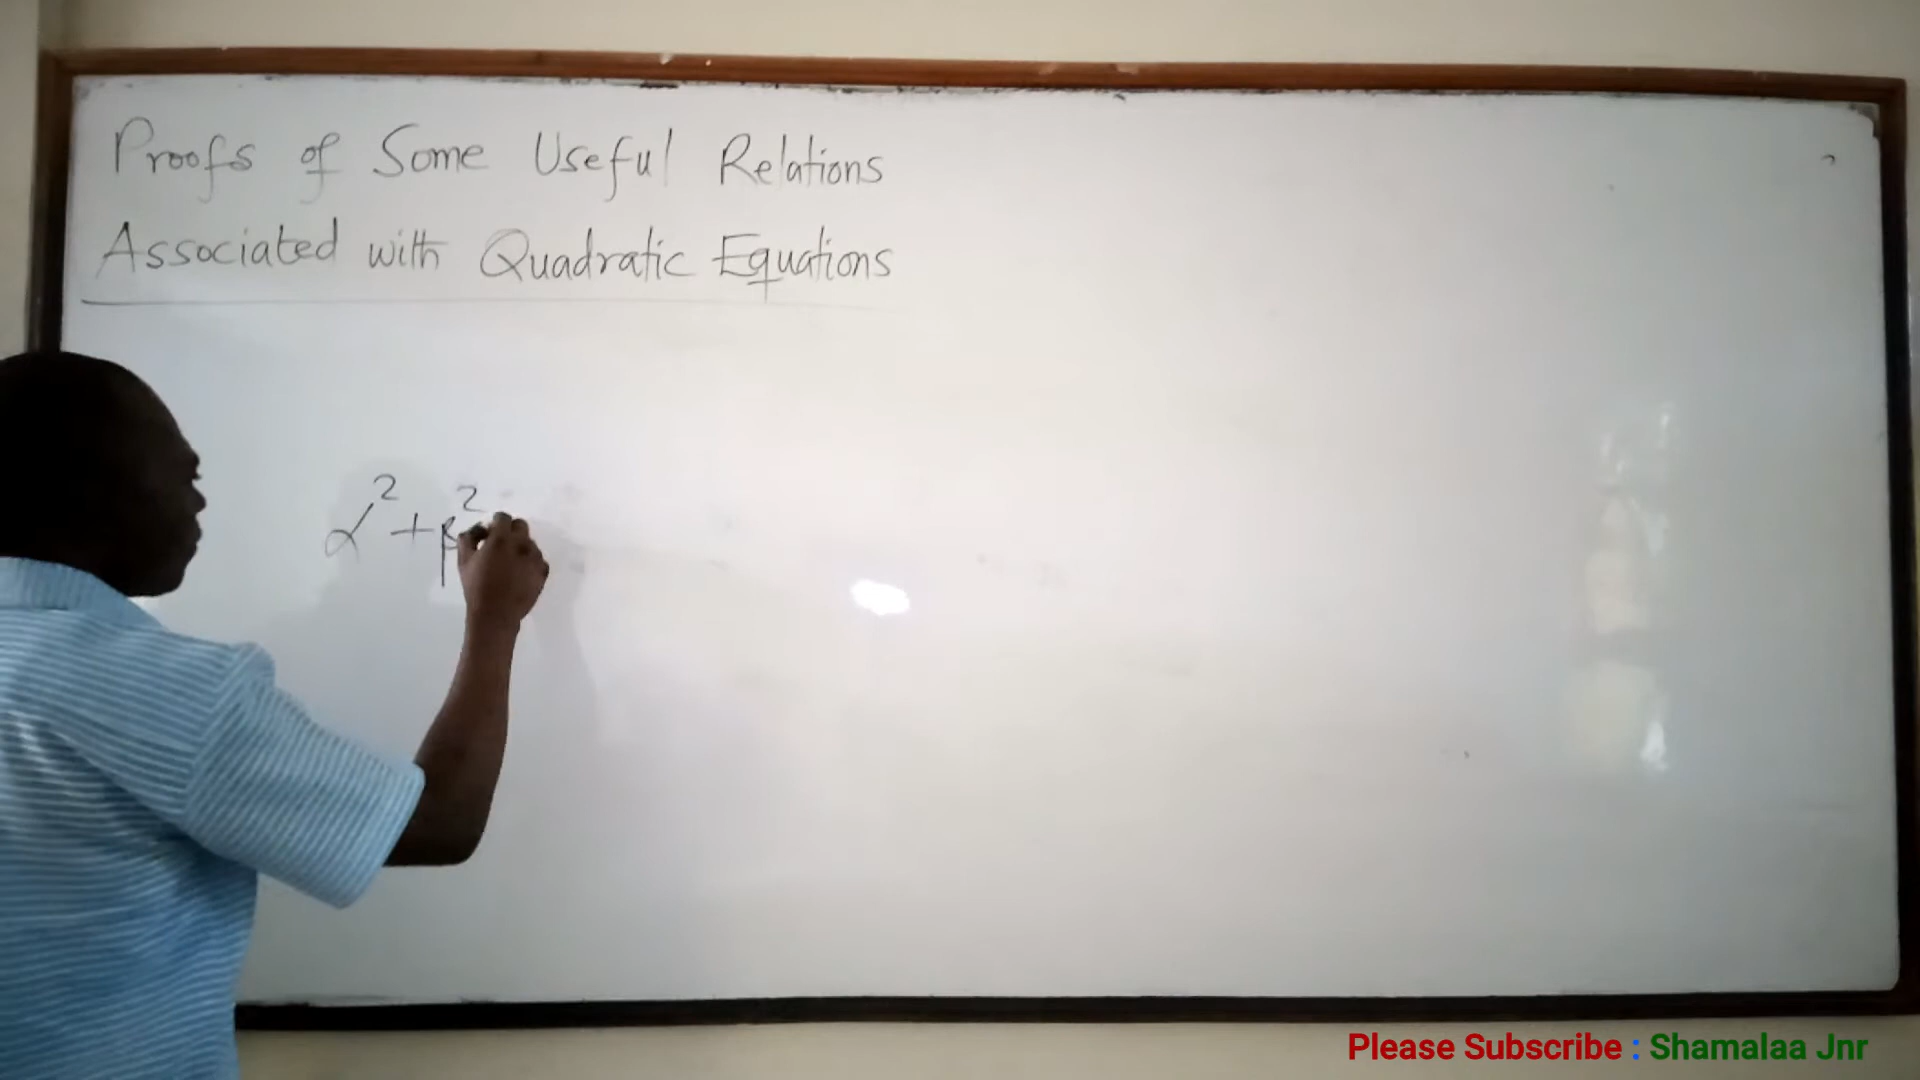 Proofs of Some Useful Relations
Associated with Quadratic Equations
α² + β²
Please Subscribe : Shamalaa Jnr